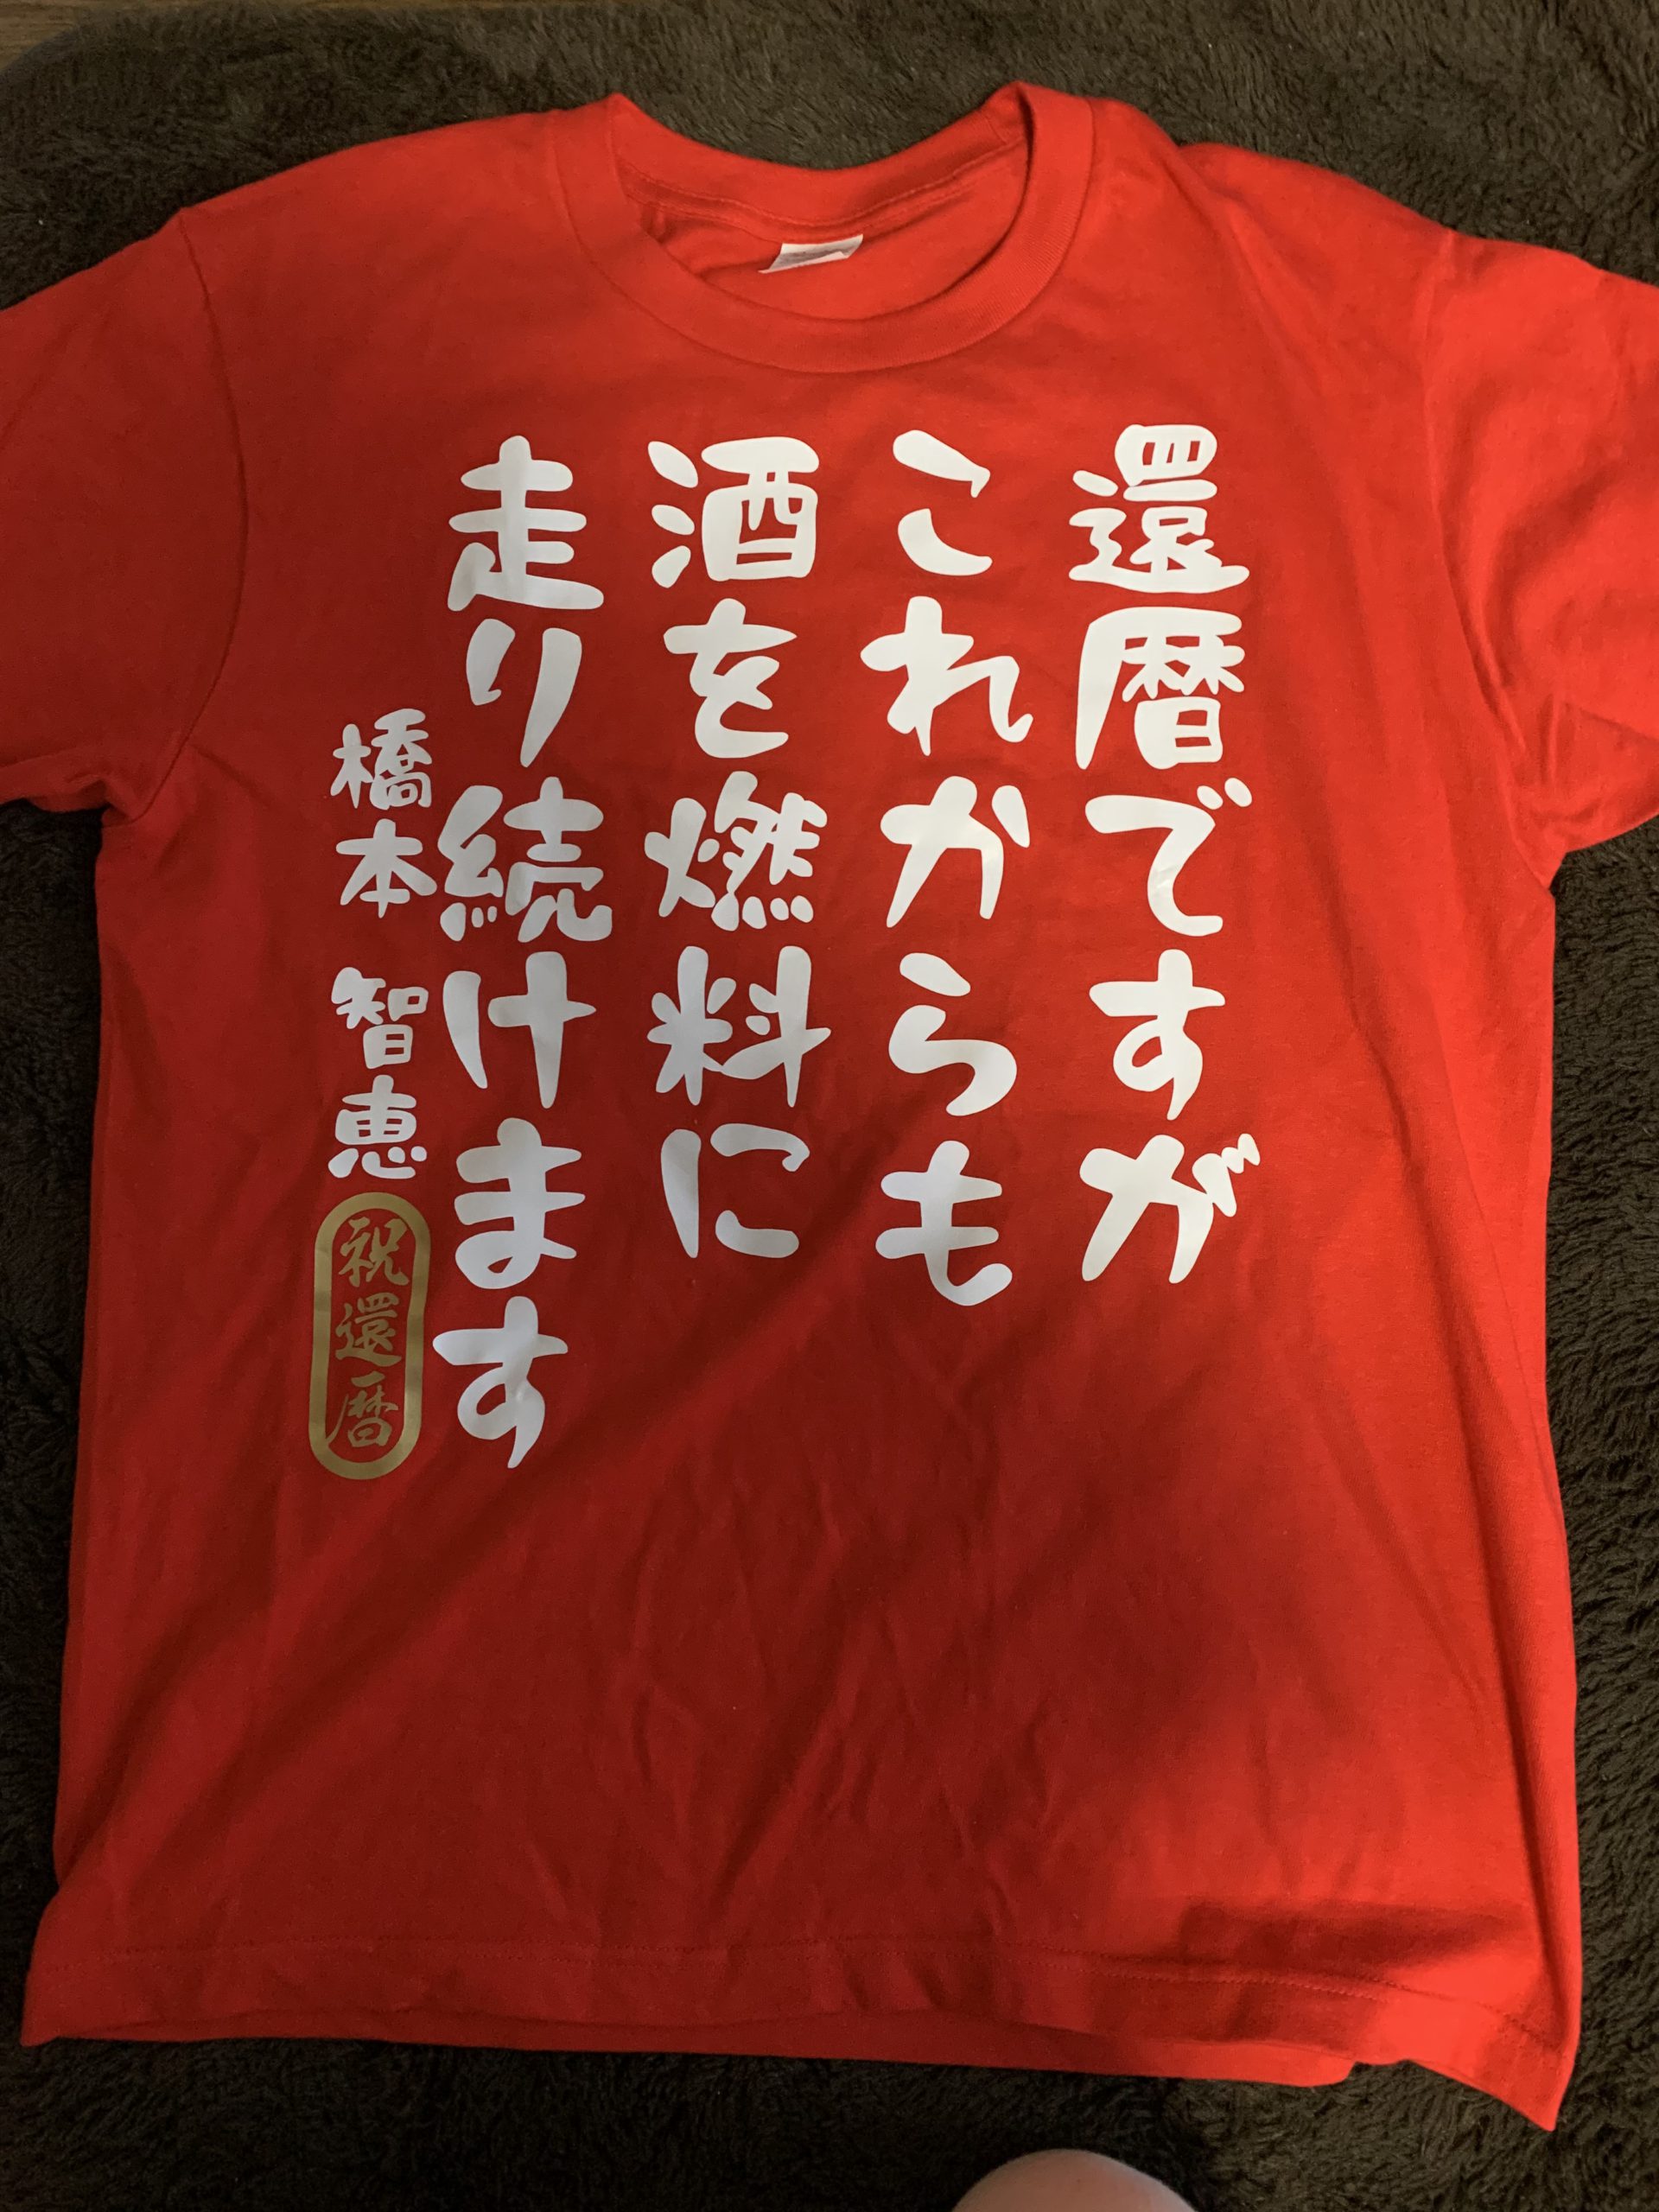 還暦ですが
これからも
酒を燃料に
走り続けます
橋本 智恵
祝還暦